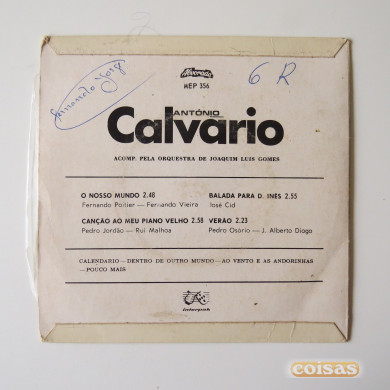 Alvorada
MEP 356
6 R
ANTÓNIO
Calvário
ACOMP. PELA ORQUESTRA DE JOAQUIM LUIS GOMES
O NOSSO MUNDO 2.48
Fernando Poitier — Fernando Vieira
CANÇÃO AO MEU PIANO VELHO 2.58
Pedro Jordão — Rui Malhoa
BALADA PARA D. INÊS 2.55
José Cid
VERÃO 2.23
Pedro Osório — J. Alberto Diogo
CALENDARIO — DENTRO DE OUTRO MUNDO — AO VENTO E AS ANDORINHAS
— POUCO MAIS
interpak
coisas